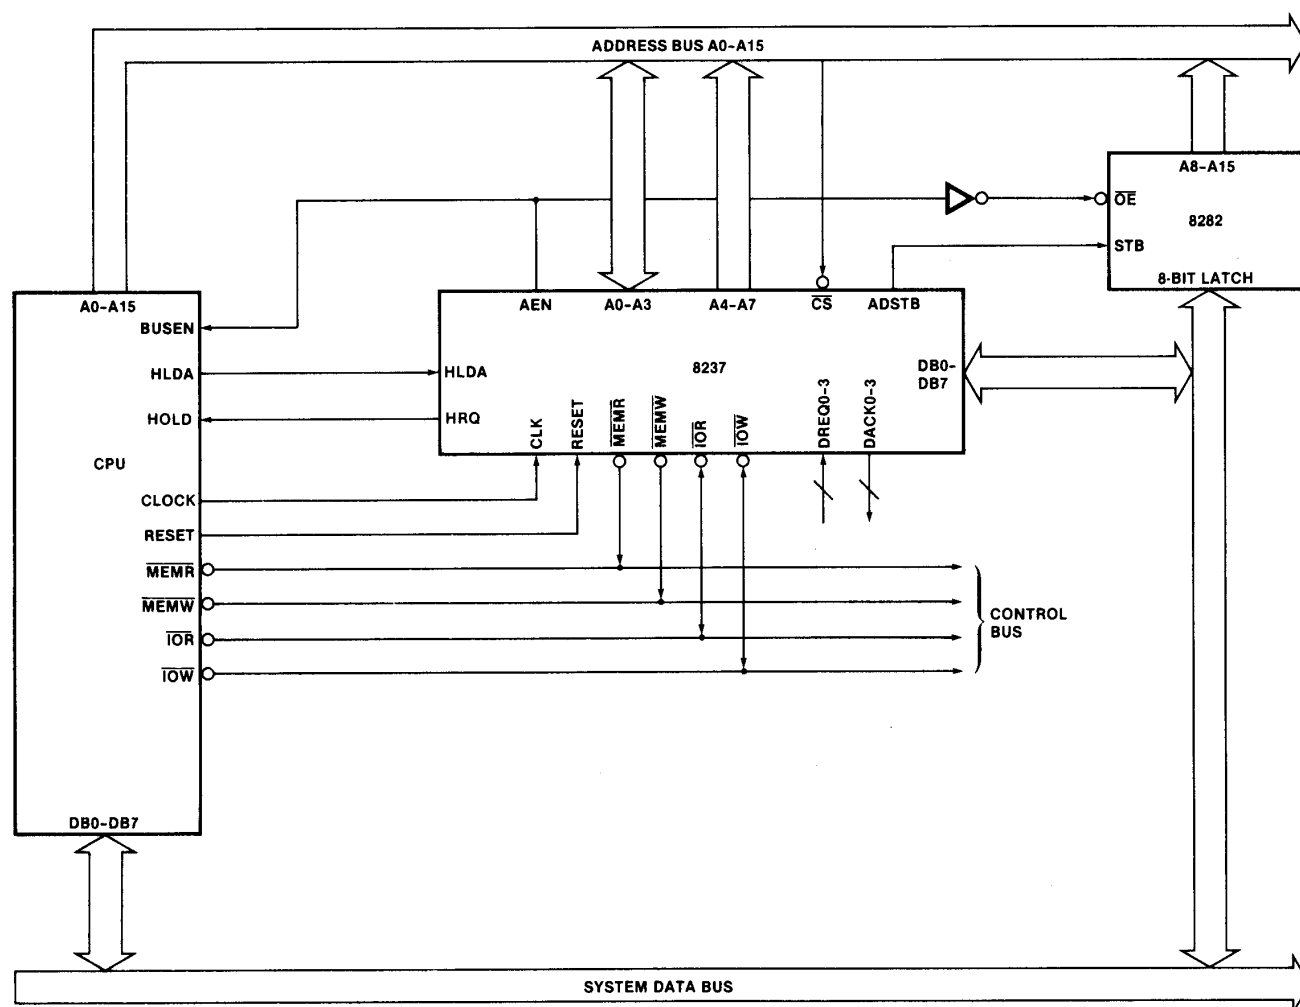 ADDRESS BUS A0–A15
A8–A15
OE
8282
STB
8-BIT LATCH
A0–A15
BUSEN
HLDA
HOLD
CPU
CLOCK
RESET
MEMR
MEMW
IOR
IOW
DB0–DB7
AEN
A0–A3
A4–A7
CS
ADSTB
8237
HLDA
HRQ
CLK
RESET
MEMR
MEMW
IOR
IOW
DREQ0-3
DACK0-3
DB0–
DB7
CONTROL
BUS
SYSTEM DATA BUS